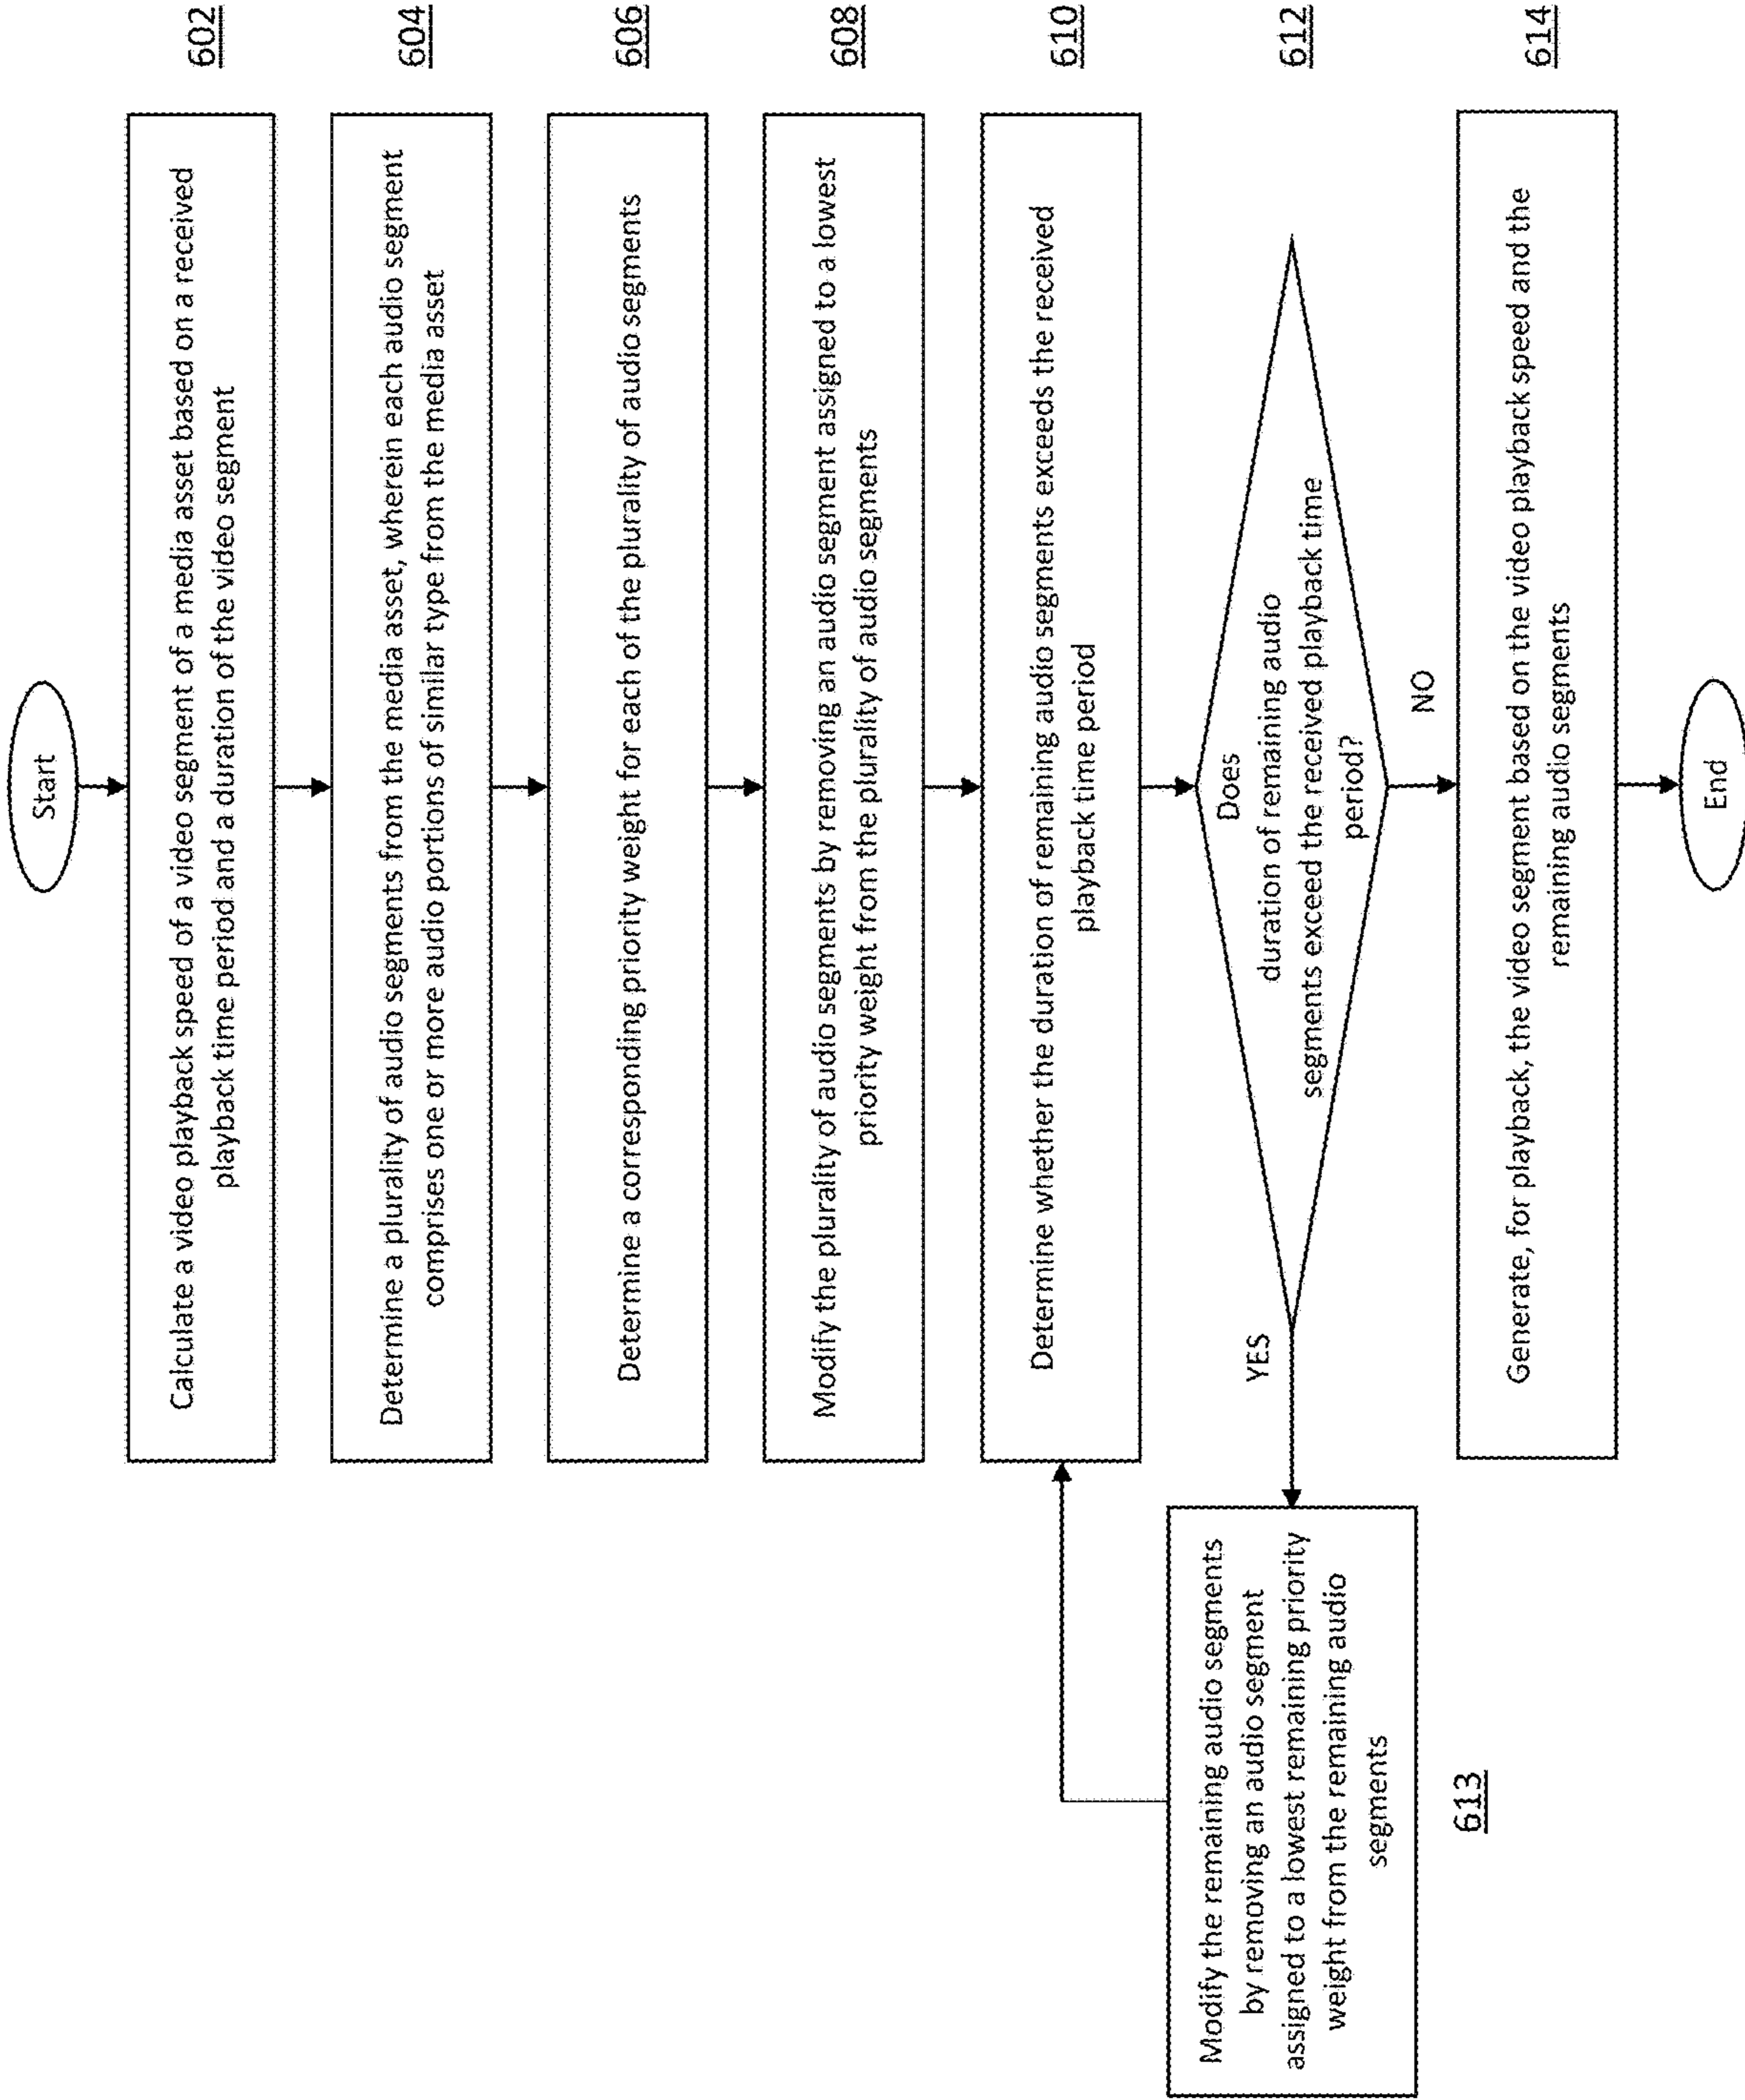 Start
Calculate a video playback speed of a video segment of a media asset based on a received
playback time period and a duration of the video segment
602
Determine a plurality of audio segments from the media asset, wherein each audio segment
comprises one or more audio portions of similar type from the media asset
604
Determine a corresponding priority weight for each of the plurality of audio segments
606
Modify the plurality of audio segments by removing an audio segment assigned to a lowest
priority weight from the plurality of audio segments
608
Determine whether the duration of remaining audio segments exceeds the received
playback time period
610
Does
duration of remaining audio
segments exceed the received playback time
period?
612
YES
NO
Modify the remaining audio segments
by removing an audio segment
assigned to a lowest remaining priority
weight from the remaining audio
segments
613
Generate, for playback, the video segment based on the video playback speed and the
remaining audio segments
614
End